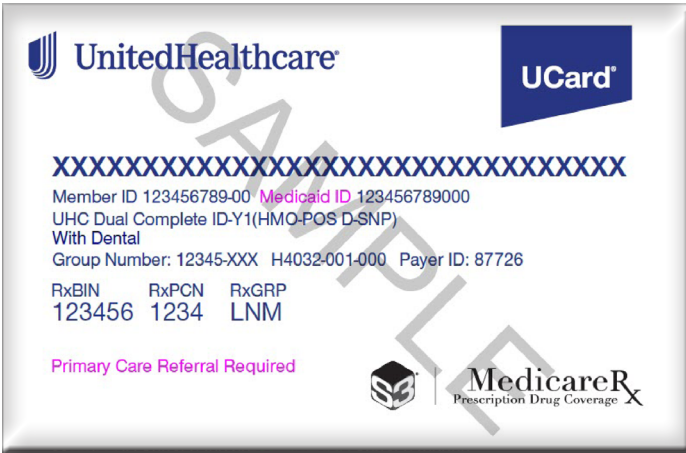 UnitedHealthcare®
UCard®
XXXXXXXXXXXXXXXXXXXXXXXXXXXXXXXX
Member ID 123456789-00 Medicaid ID 123456789000
UHC Dual Complete ID-Y1(HMO-POS D-SNP)
With Dental
Group Number: 12345-XXX H4032-001-000 Payer ID: 87726
RxBIN RxPCN RxGRP
123456 1234 LNM
Primary Care Referral Required
S3
MedicareRx
Prescription Drug Coverage
SAMPLE